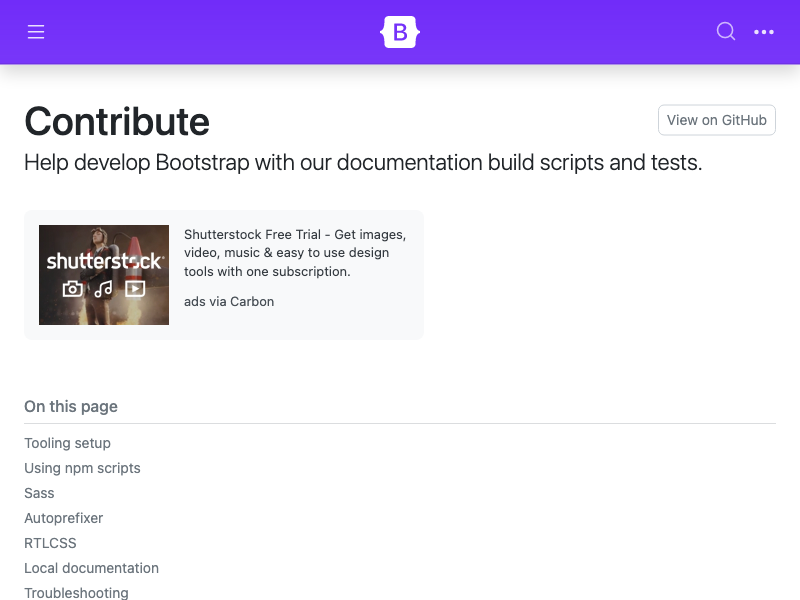 B
Contribute
View on GitHub
Help develop Bootstrap with our documentation build scripts and tests.
shutterstock
Shutterstock Free Trial - Get images,
video, music & easy to use design
tools with one subscription.
ads via Carbon
On this page
Tooling setup
Using npm scripts
Sass
Autoprefixer
RTLCSS
Local documentation
Troubleshooting